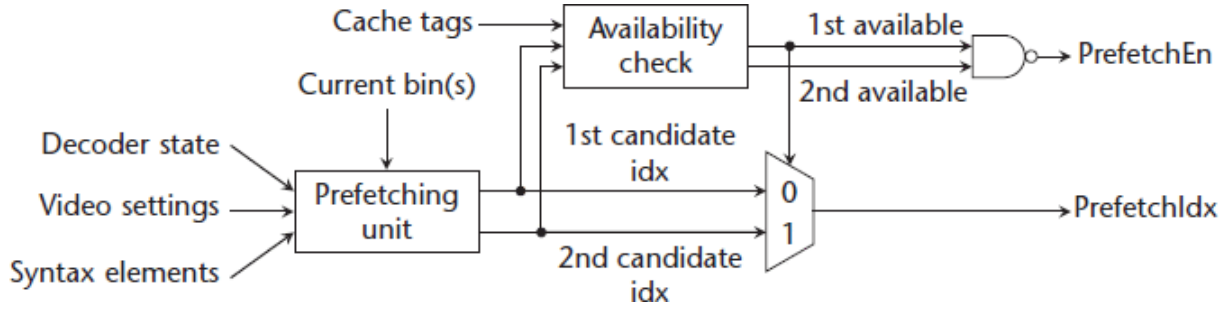 Cache tags
Availability
check
1st available
2nd available
PrefetchEn
Current bin(s)
Decoder state
Video settings
Syntax elements
Prefetching
unit
1st candidate
idx
2nd candidate
idx
0
1
PrefetchIdx